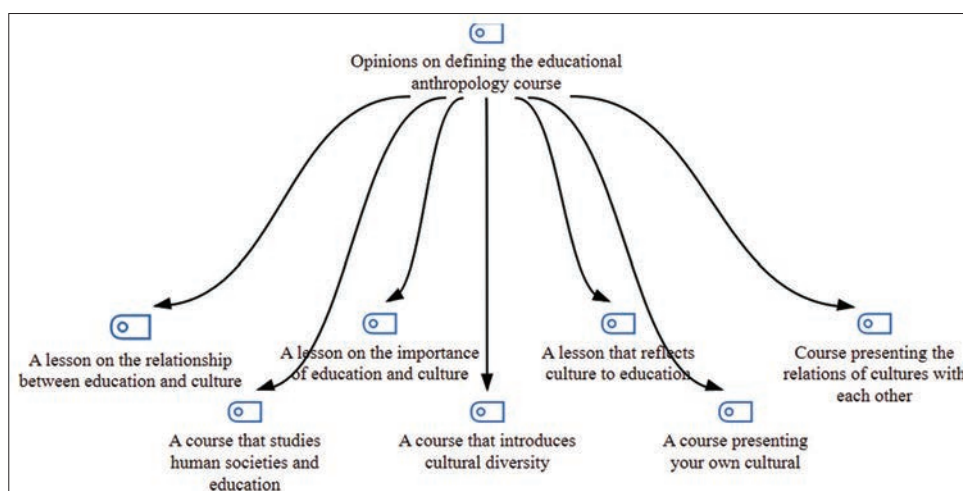 Opinions on defining the educational
anthropology course
A lesson on the relationship
between education and culture
A lesson on the importance
of education and culture
A lesson that reflects
culture to education
Course presenting the
relations of cultures with
each other
A course that studies
human societies and
education
A course that introduces
cultural diversity
A course presenting
your own cultural